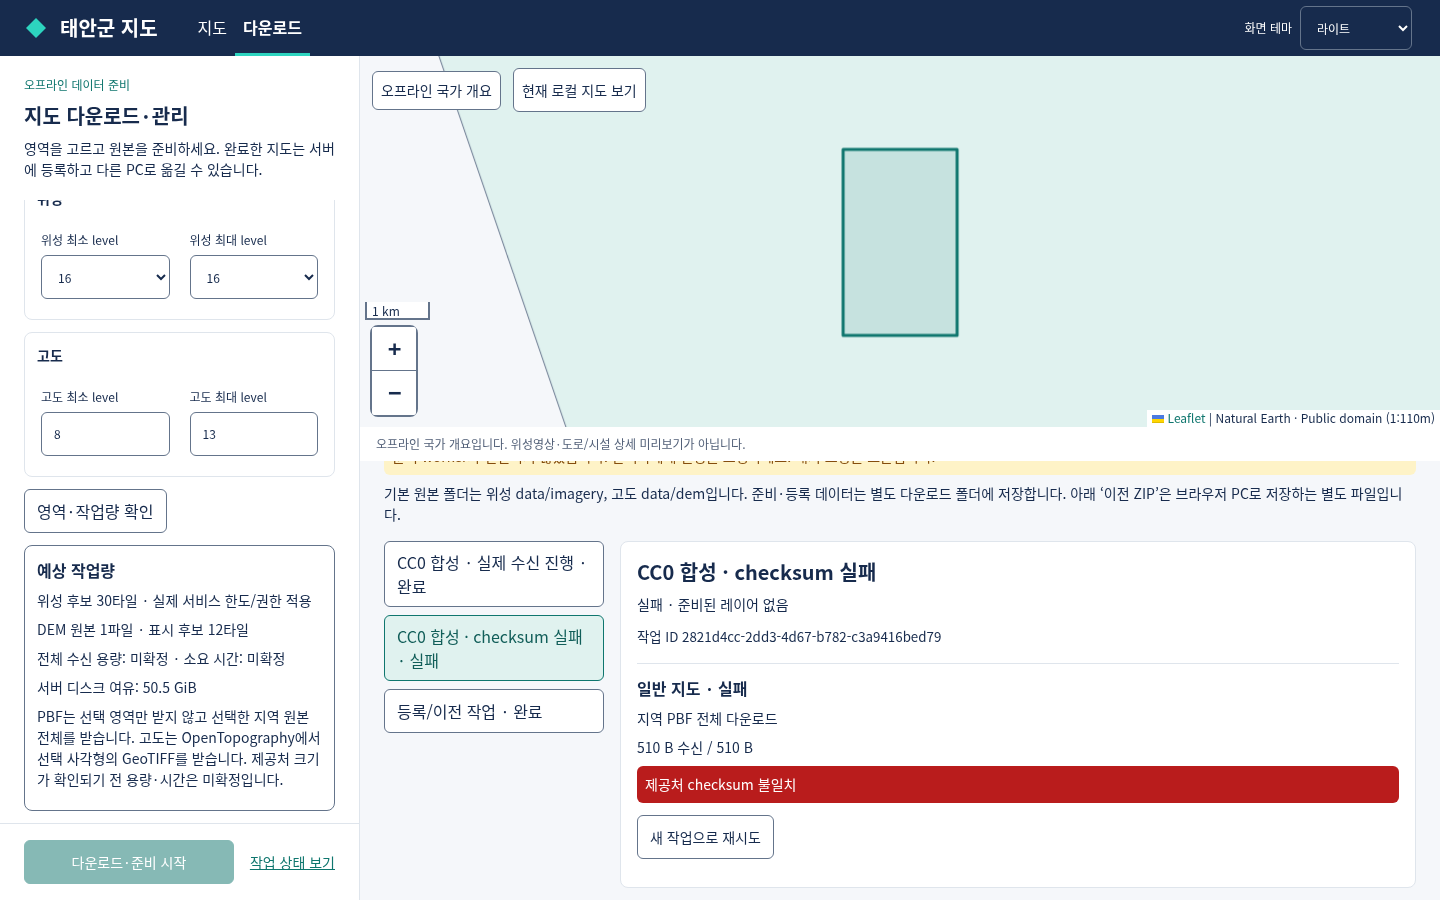 태안군 지도
지도
다운로드
화면 테마
라이트
오프라인 데이터 준비
지도 다운로드·관리
영역을 고르고 원본을 준비하세요. 완료한 지도는 서버
에 등록하고 다른 PC로 옮길 수 있습니다.
위성 최소 level
위성 최대 level
16
16
고도
고도 최소 level
고도 최대 level
8
13
영역·작업량 확인
예상 작업량
위성 후보 30타일 · 실제 서비스 한도/권한 적용
DEM 원본 1파일 · 표시 후보 12타일
전체 수신 용량: 미확정 · 소요 시간: 미확정
서버 디스크 여유: 50.5 GiB
PBF는 선택 영역만 받지 않고 선택한 지역 원본
전체를 받습니다. 고도는 OpenTopography에서
선택 사각형의 GeoTIFF를 받습니다. 제공처 크기
가 확인되기 전 용량·시간은 미확정입니다.
다운로드·준비 시작
작업 상태 보기
오프라인 국가 개요
현재 로컬 지도 보기
1 km
+
−
Leaflet | Natural Earth · Public domain (1:110m)
오프라인 국가 개요입니다. 위성영상·도로/시설 상세 미리보기가 아닙니다.
기본 원본 폴더는 위성 data/imagery, 고도 data/dem입니다. 준비·등록 데이터는 별도 다운로드 폴더에 저장합니다. 아래 ‘이전 ZIP’은 브라우저 PC로 저장하는 별도 파일입니
다.
CC0 합성 · 실제 수신 진행 ·
완료
CC0 합성 · checksum 실패
· 실패
등록/이전 작업 · 완료
CC0 합성 · checksum 실패
실패 · 준비된 레이어 없음
작업 ID 2821d4cc-2dd3-4d67-b782-c3a9416bed79
일반 지도 · 실패
지역 PBF 전체 다운로드
510 B 수신 / 510 B
제공처 checksum 불일치
새 작업으로 재시도